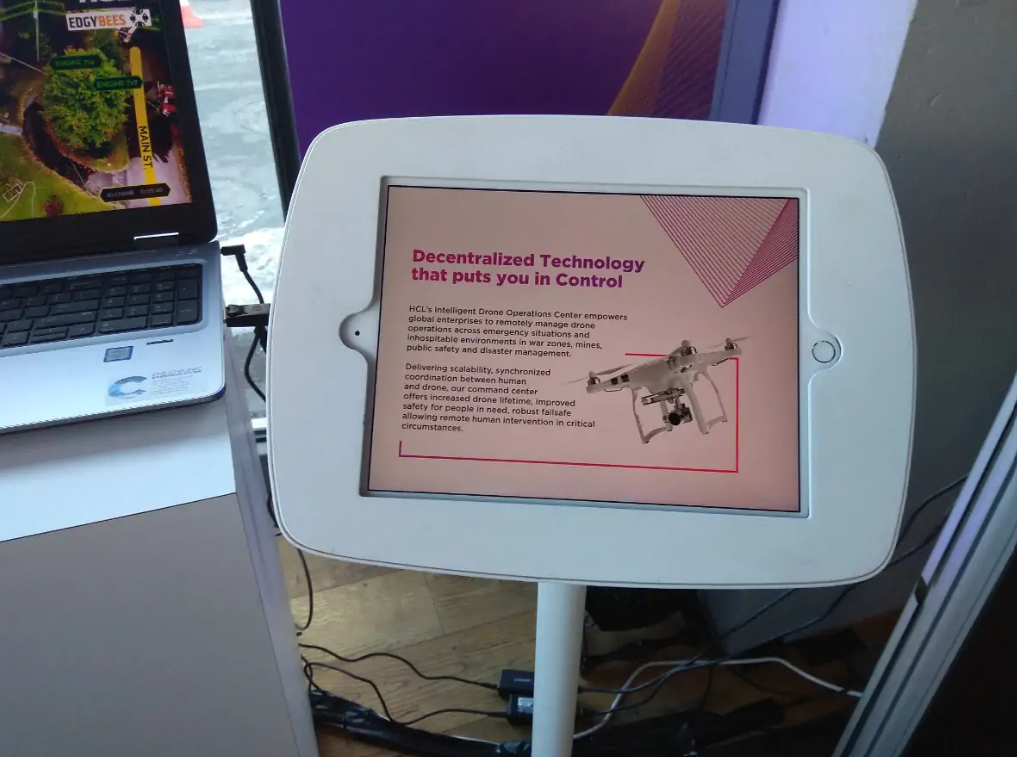 EDGYBEES
MAIN ST.
Decentralized Technology
that puts you in Control
HCL's Intelligent Drone Operations Center empowers
global enterprises to remotely manage drone
operations across emergency situations and
inhospitable environments in war zones, mines,
public safety and disaster management.
Delivering scalability, synchronized
coordination between human
and drone, our command center
offers increased drone lifetime, improved
safety for people in need, robust failsafe
allowing remote human intervention in critical
circumstances.